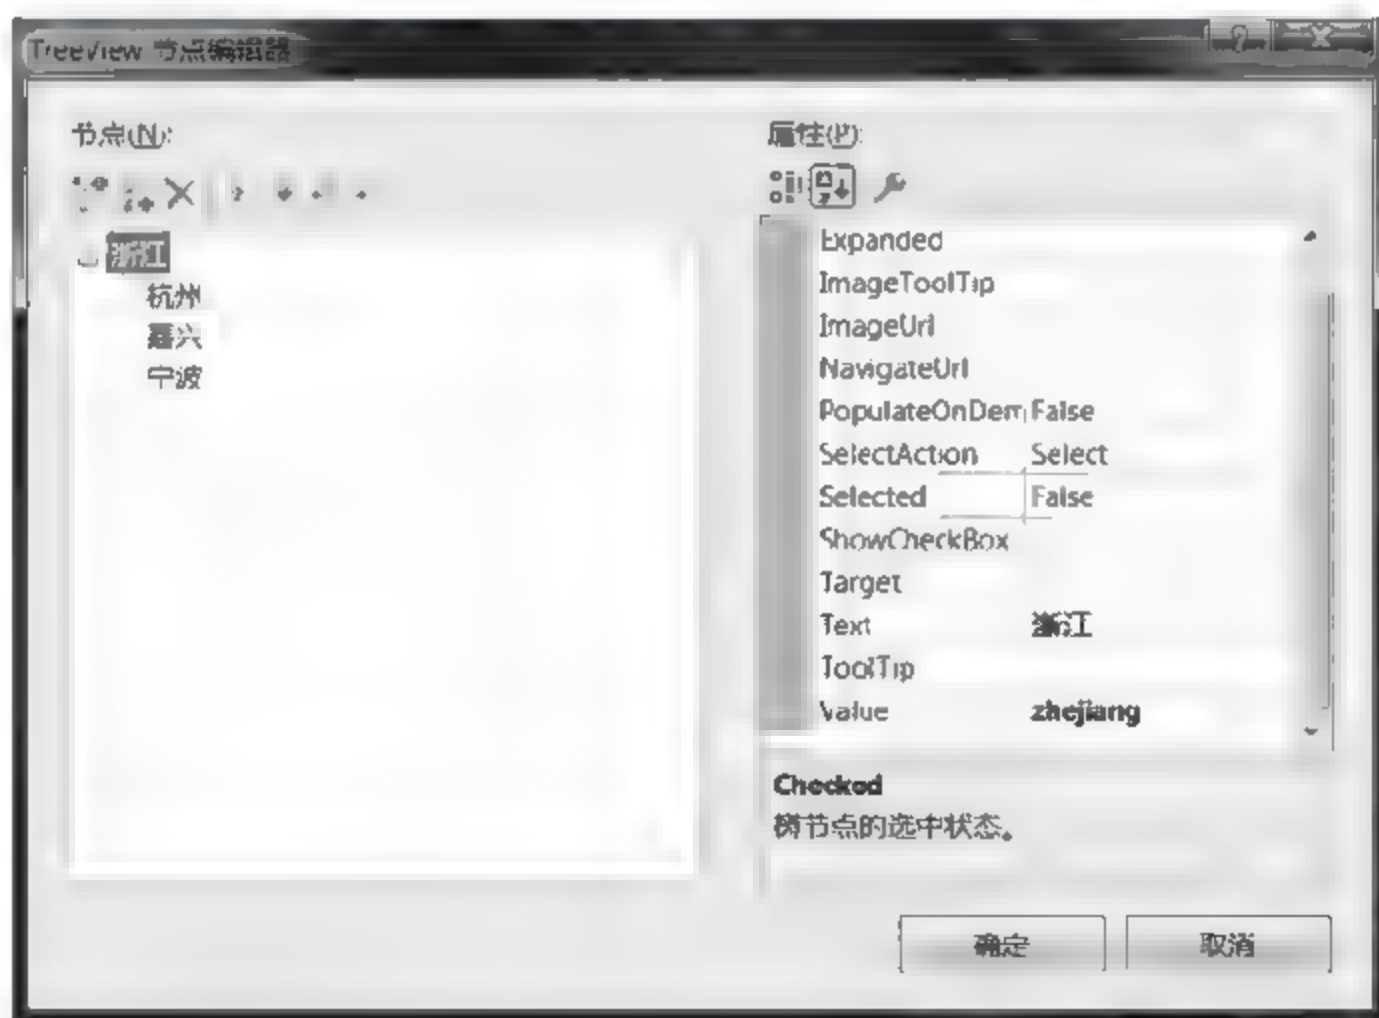 TreeView 节点编辑器
节点(N):
浙江
杭州
嘉兴
宁波
属性(P):
Expanded
ImageToolTip
ImageUrl
NavigateUrl
PopulateOnDem False
SelectAction Select
Selected False
ShowCheckBox
Target
Text 浙江
ToolTip
Value zhejiang
Checked
树节点的选中状态。
确定
取消